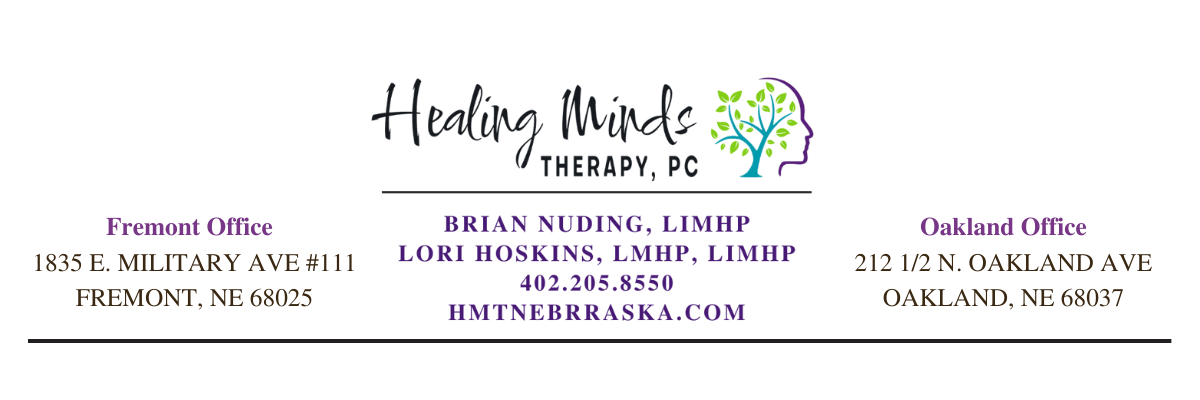 Healing Minds
THERAPY, PC
Fremont Office
1835 E. MILITARY AVE #111
FREMONT, NE 68025
BRIAN NUDING, LIMHP
LORI HOSKINS, LMHP, LIMHP
402.205.8550
HMTNEBRRASKA.COM
Oakland Office
212 1/2 N. OAKLAND AVE
OAKLAND, NE 68037